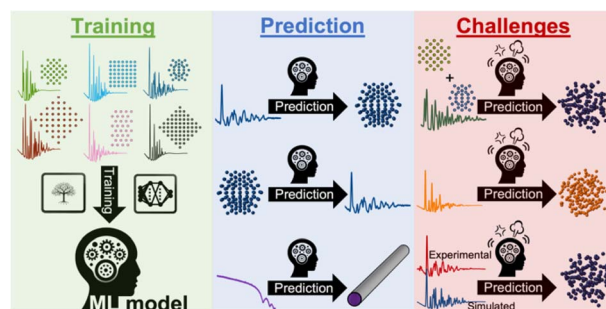 Training
Prediction
Challenges
Prediction
Prediction
+
Training
Prediction
Prediction
Experimental
Prediction
Prediction
Simulated
ML model